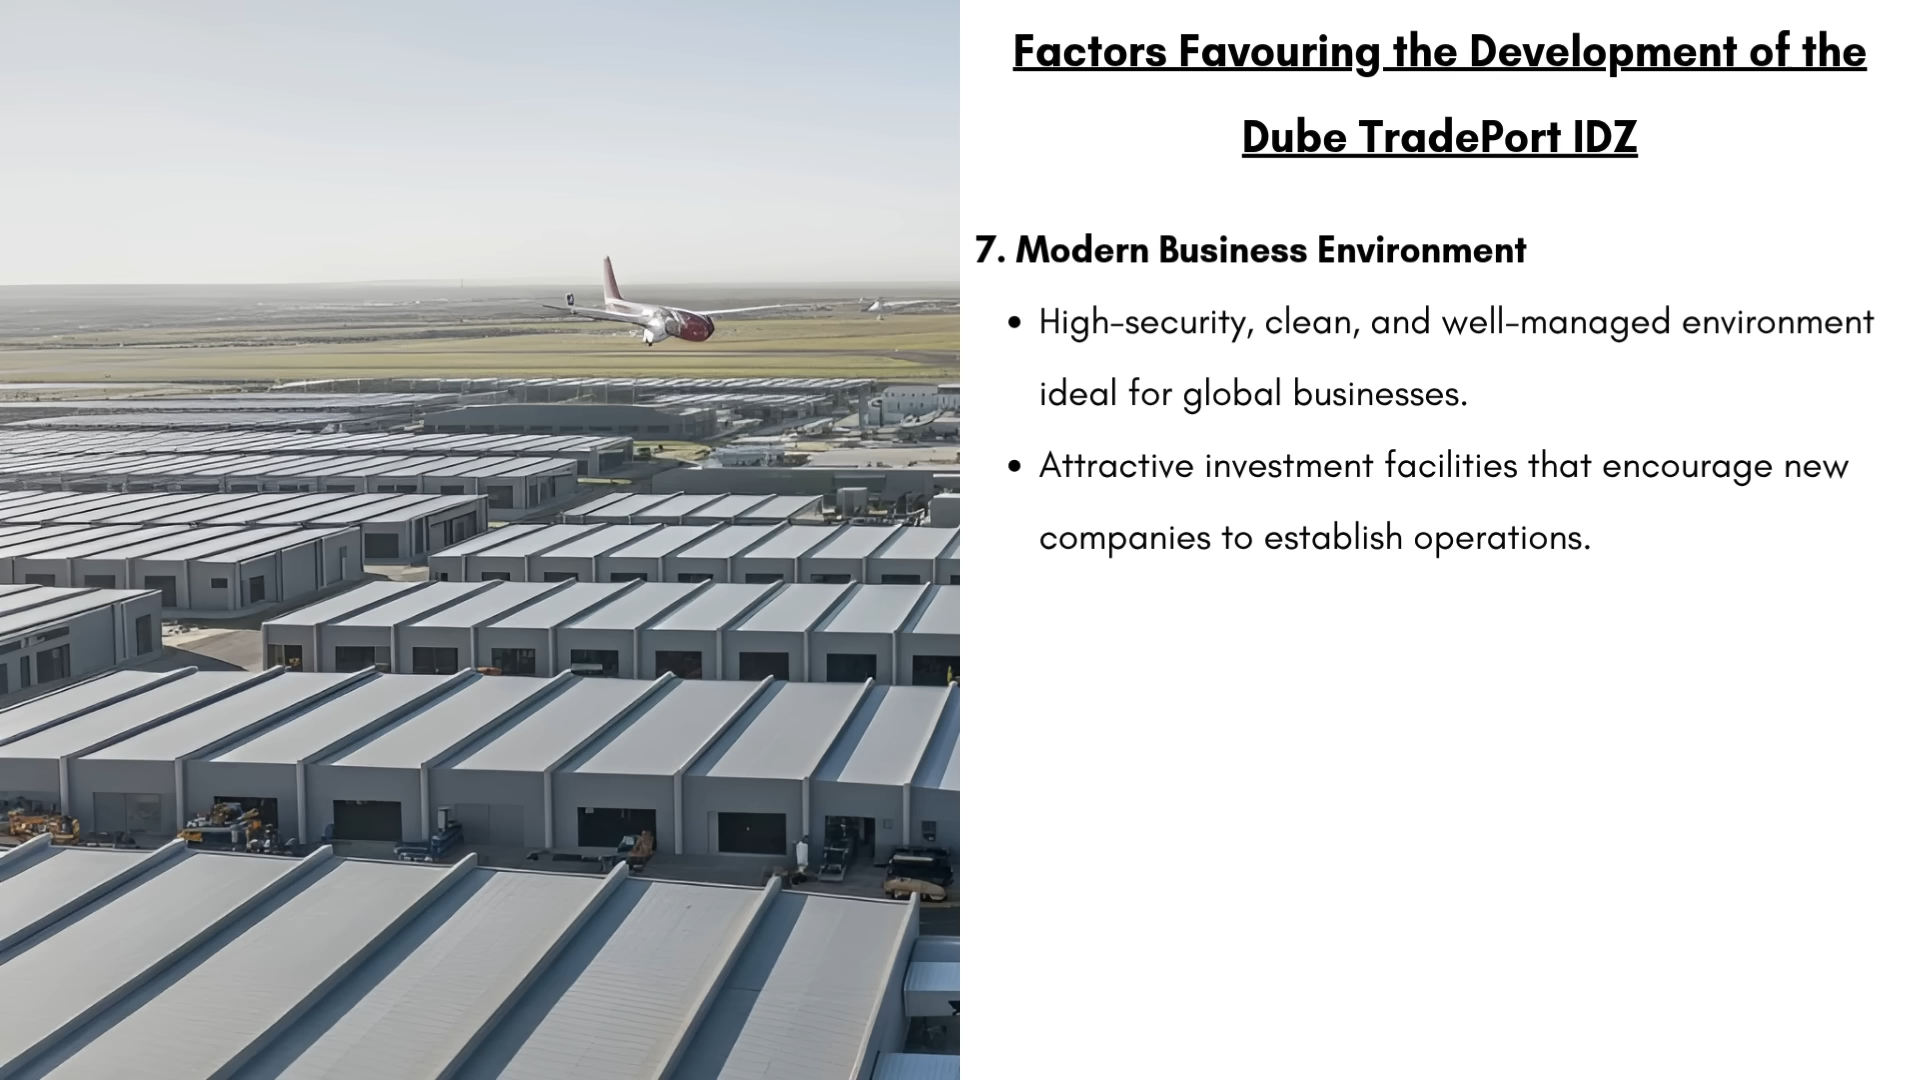 Factors Favouring the Development of the
Dube TradePort IDZ
7. Modern Business Environment
• High-security, clean, and well-managed environment
ideal for global businesses.
• Attractive investment facilities that encourage new
companies to establish operations.